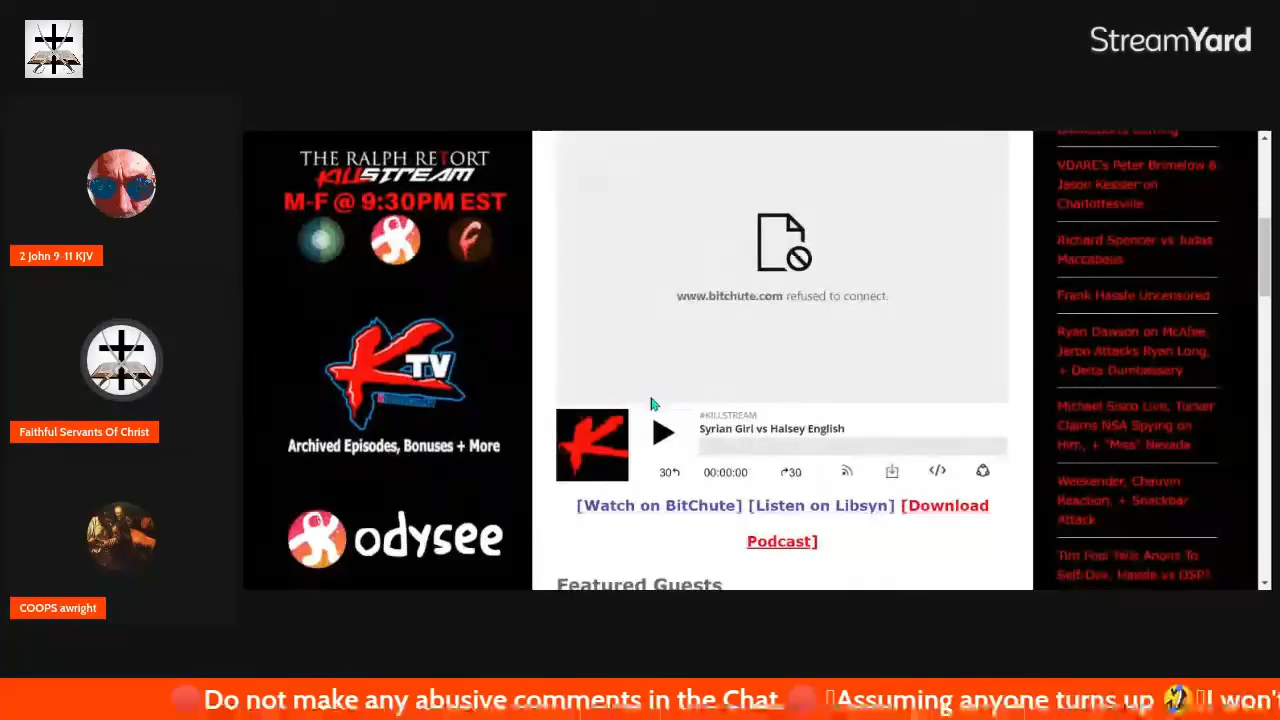 StreamYard
2 John 9-11 KJV
Faithful Servants Of Christ
COOPS awright
THE RALPH RETORT
KILLSTREAM
M-F @ 9:30PM EST
K TV
Archived Episodes, Bonuses + More
odysee
www.bitchute.com refused to connect.
#KILLSTREAM
Syrian Girl vs Halsey English
30
00:00:00
30
[Watch on BitChute] [Listen on Libsyn] [Download
Podcast]
Featured Guests
VDARE's Peter Brimelow &
Jason Kessler on
Charlottesville
Richard Spencer vs Judas
Maccabeus
Frank Hassle Uncensored
Ryan Dawson on McAfee,
Jaron Attacks Ryan Long,
+ Delta Dumbassery
Michael Sisco Live, Tucker
Claims NSA Spying on
Him, + "Miss" Nevada
Weekender, Chauvin
Reaction, + Snackbar
Attack
Tim Pool Tells Anons To
Self-Dox, Hassle vs DSP!
Do not make any abusive comments in the Chat Assuming anyone turns up 🤣 I won't